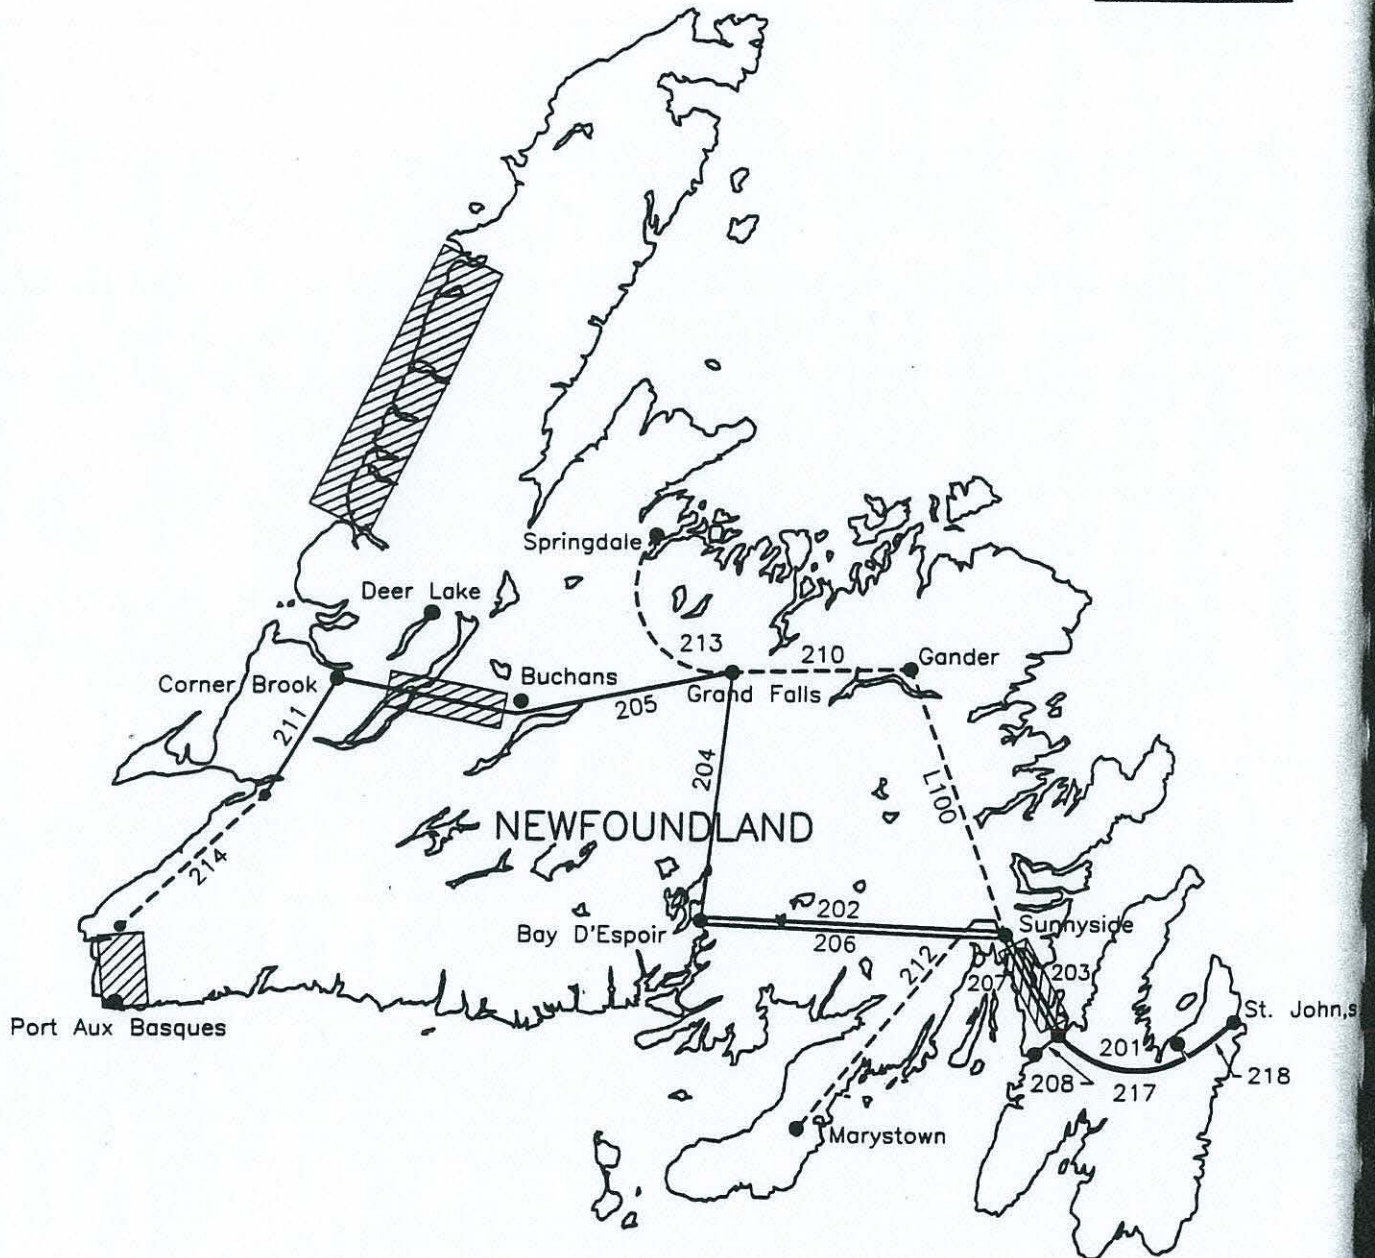 Springdale
Deer Lake
213
210
Gander
Buchans
Corner Brook
Grand Falls
205
211
204
L100
NEWFOUNDLAND
214
202
Sunnyside
Bay D'Espoir
206
212
203
207
St. John,s
Port Aux Basques
201
208
217
218
Marystown